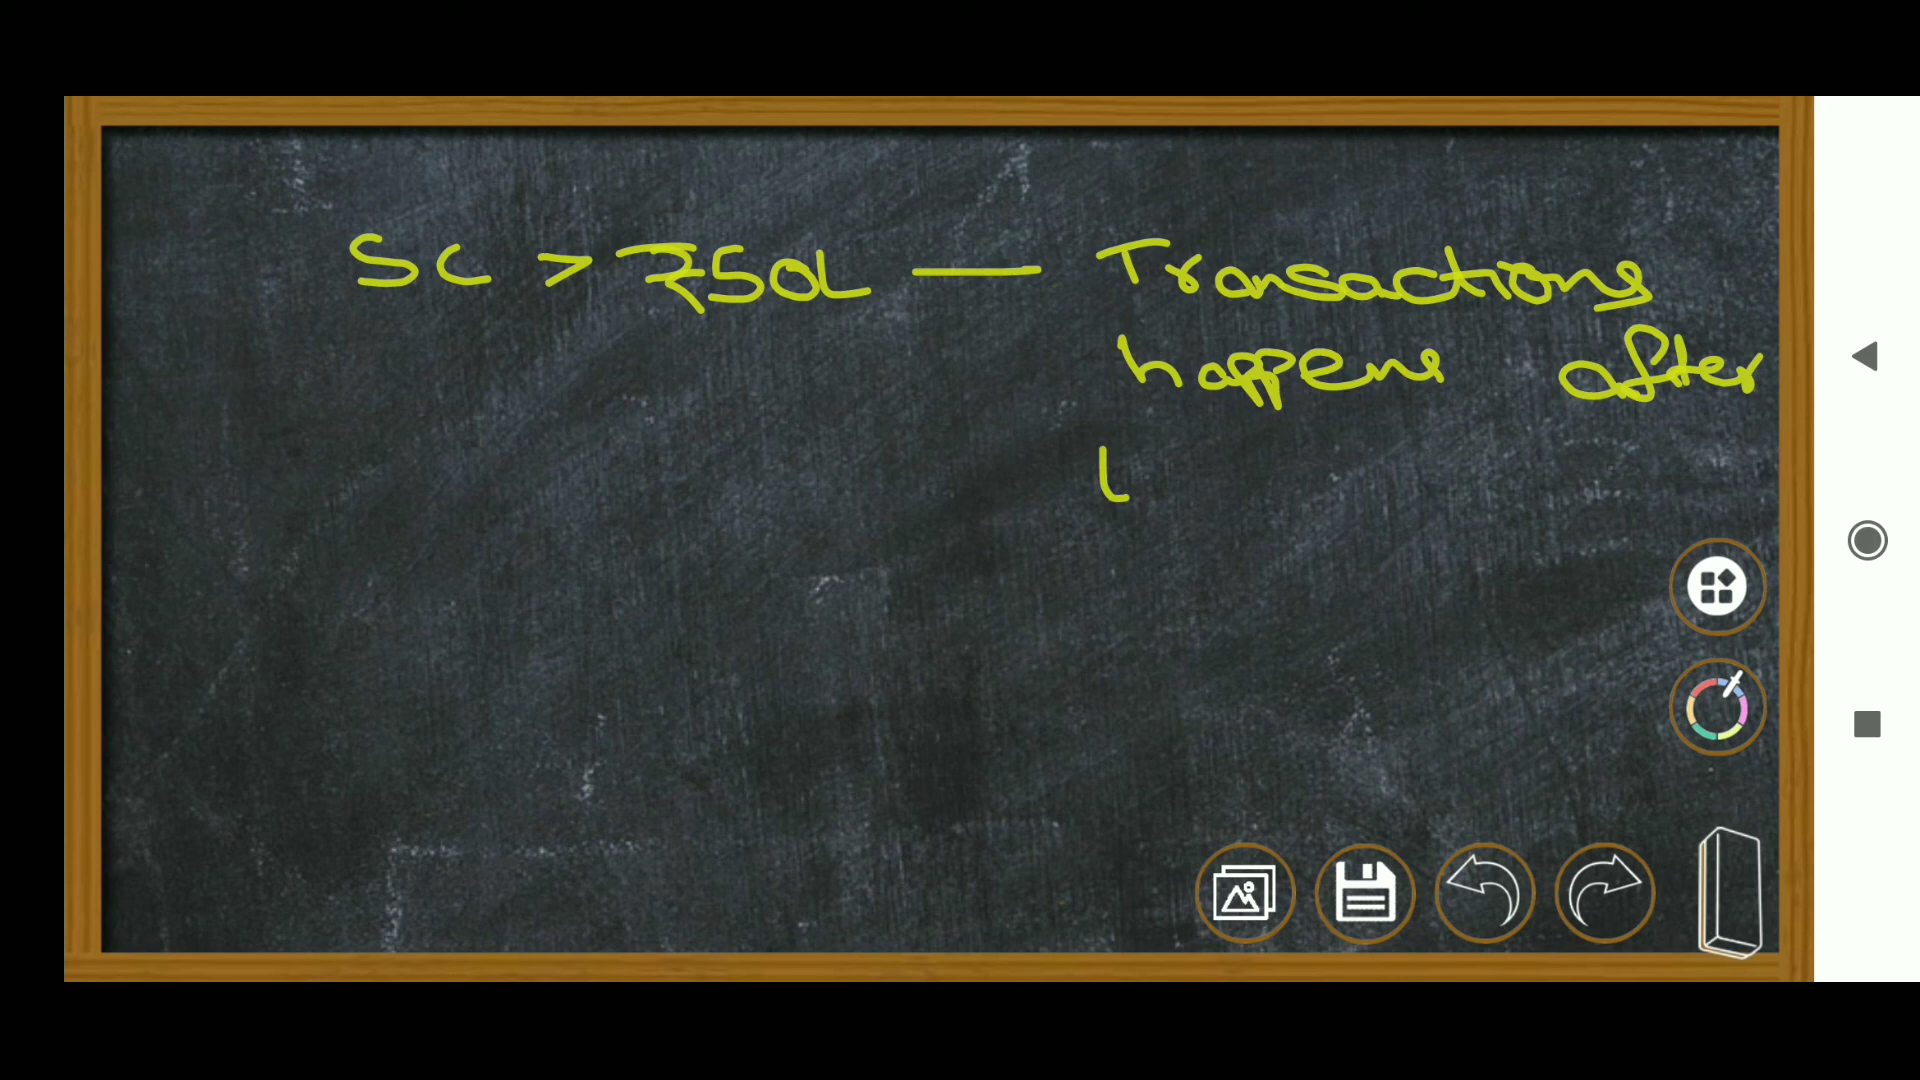 SC > ₹50L — Transactions
happens after